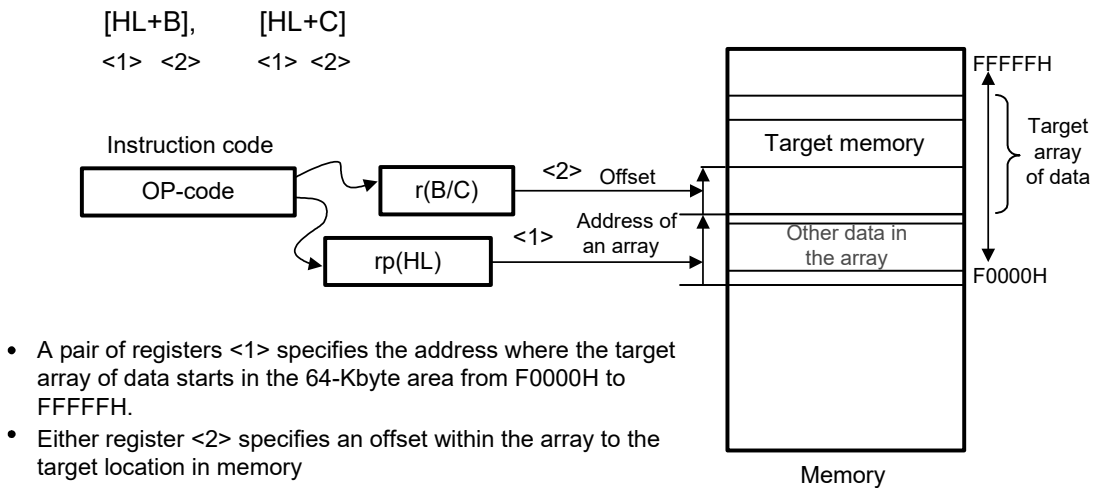 [HL+B], [HL+C]
<1> <2> <1> <2>
Instruction code
OP-code
r(B/C)
<2> Offset
rp(HL)
<1>
Address of
an array
FFFFFH
Target memory
Target
array
of data
Other data in
the array
F0000H
Memory
• A pair of registers <1> specifies the address where the target
array of data starts in the 64-Kbyte area from F0000H to
FFFFFH.
• Either register <2> specifies an offset within the array to the
target location in memory